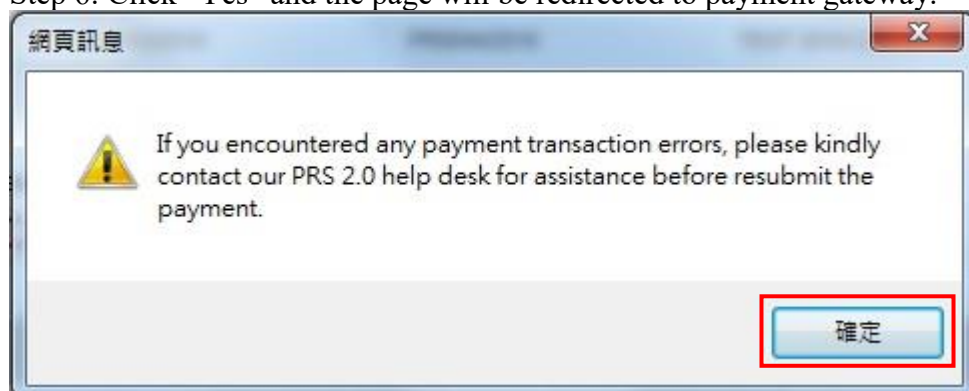 Step 6: Click "Yes" and the page will be redirected to payment gateway.
網頁訊息
If you encountered any payment transaction errors, please kindly
contact our PRS 2.0 help desk for assistance before resubmit the
payment.
確定